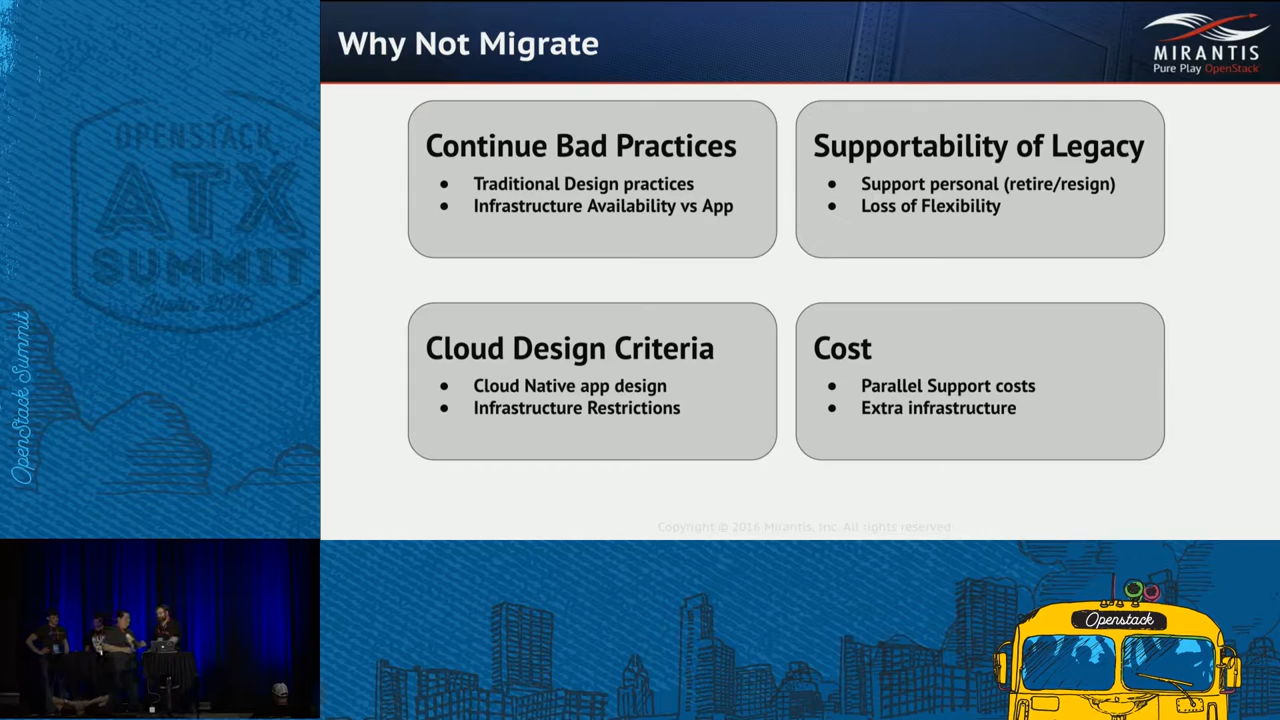 Why Not Migrate
MIRANTIS
Pure Play OpenStack
Continue Bad Practices
● Traditional Design practices
● Infrastructure Availability vs App
Supportability of Legacy
● Support personal (retire/resign)
● Loss of Flexibility
Cloud Design Criteria
● Cloud Native app design
● Infrastructure Restrictions
Cost
● Parallel Support costs
● Extra infrastructure
Copyright © 2016 Mirantis, Inc. All rights reserved
OPENSTACK
ATX
SUMMIT
Austin 2016
OpenStack Summit
Openstack